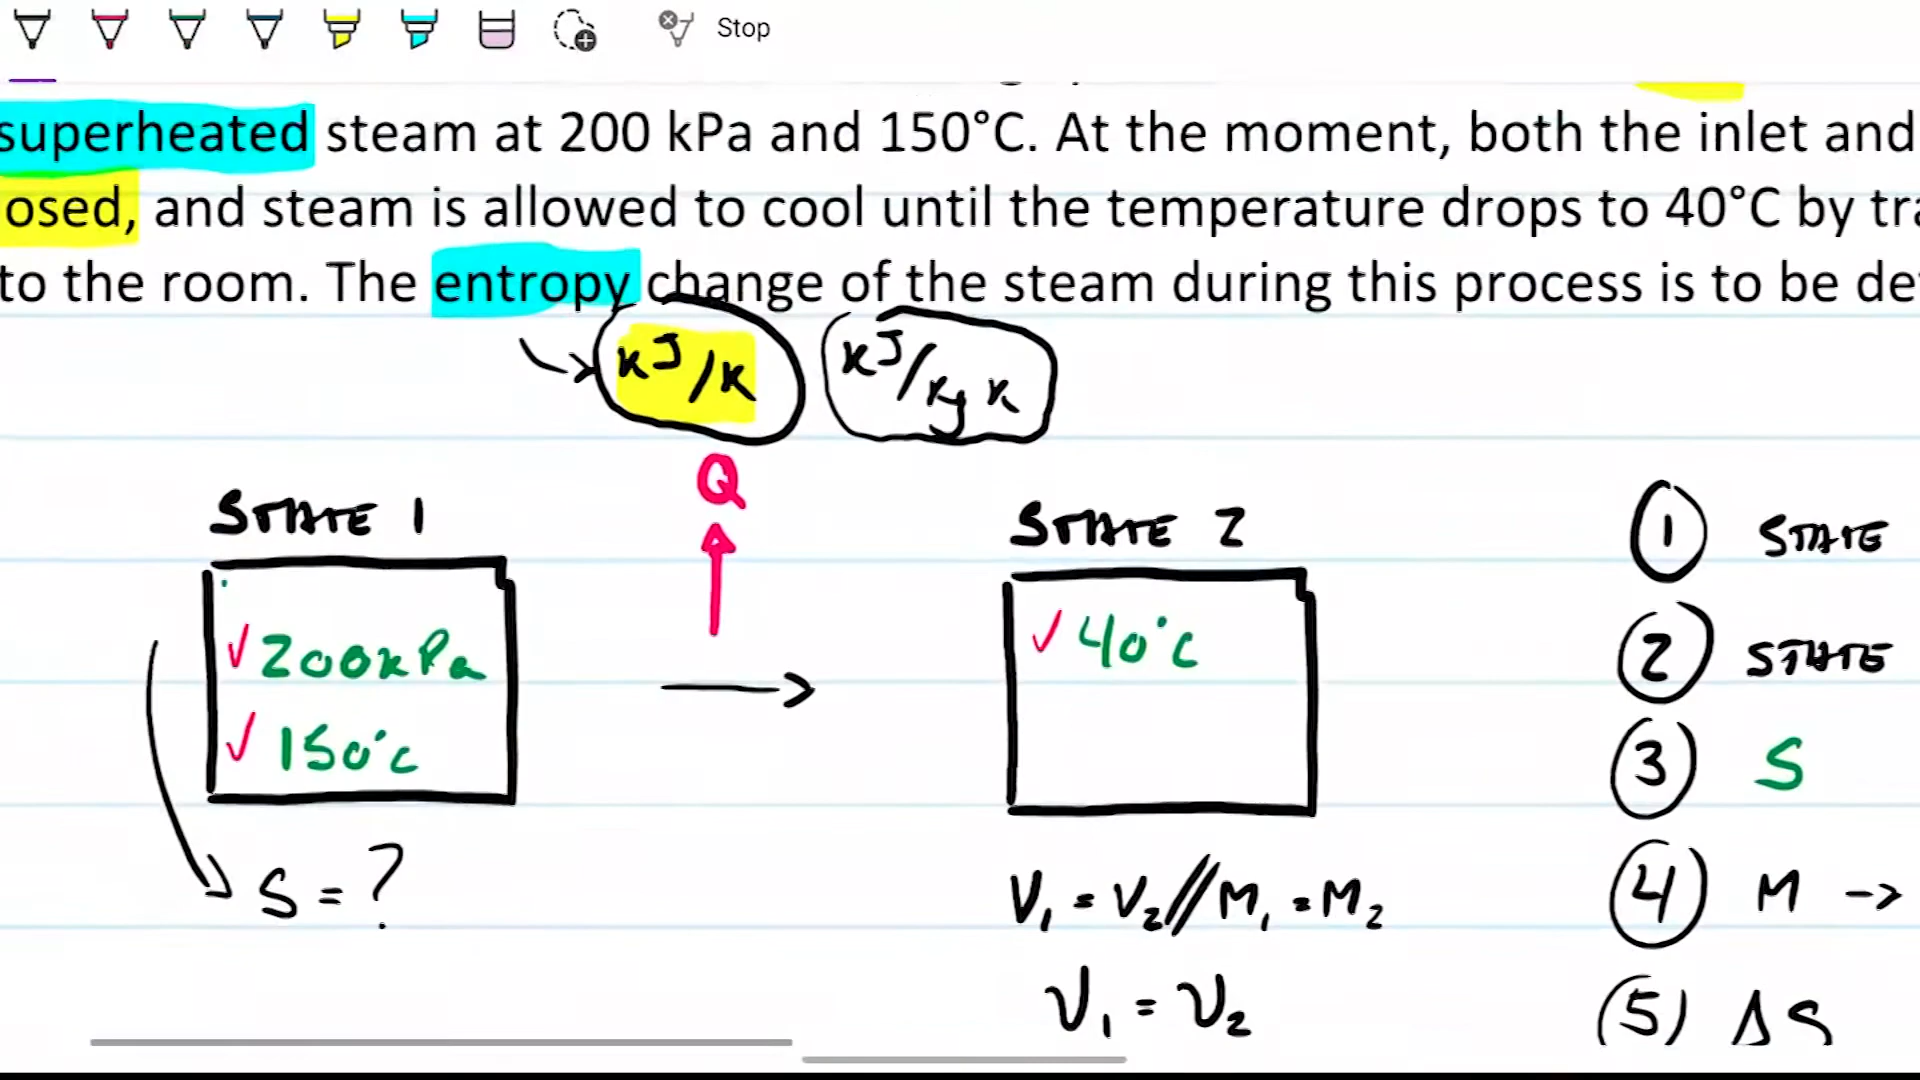 Stop
superheated steam at 200 kPa and 150°C. At the moment, both the inlet and
osed, and steam is allowed to cool until the temperature drops to 40°C by tra
to the room. The entropy change of the steam during this process is to be de
kJ/K kJ/kg K
Q
STATE 1
STATE 2
✓ 200kPa
✓ 150°C
✓ 40°C
S = ?
V₁ = V₂ // M₁ = M₂
ν₁ = ν₂
① STATE
② STATE
③ S
④ M →
⑤ ΔS